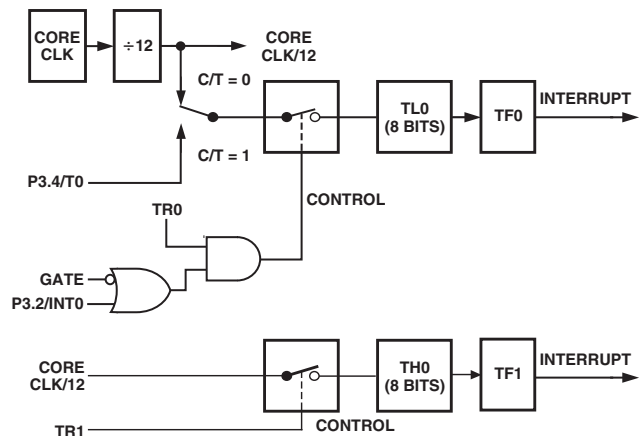 CORE
CLK
÷12
CORE
CLK/12
C/T = 0
C/T = 1
P3.4/T0
TL0
(8 BITS)
TF0
INTERRUPT
CONTROL
TR0
GATE
P3.2/INT0
CORE
CLK/12
TH0
(8 BITS)
TF1
INTERRUPT
CONTROL
TR1